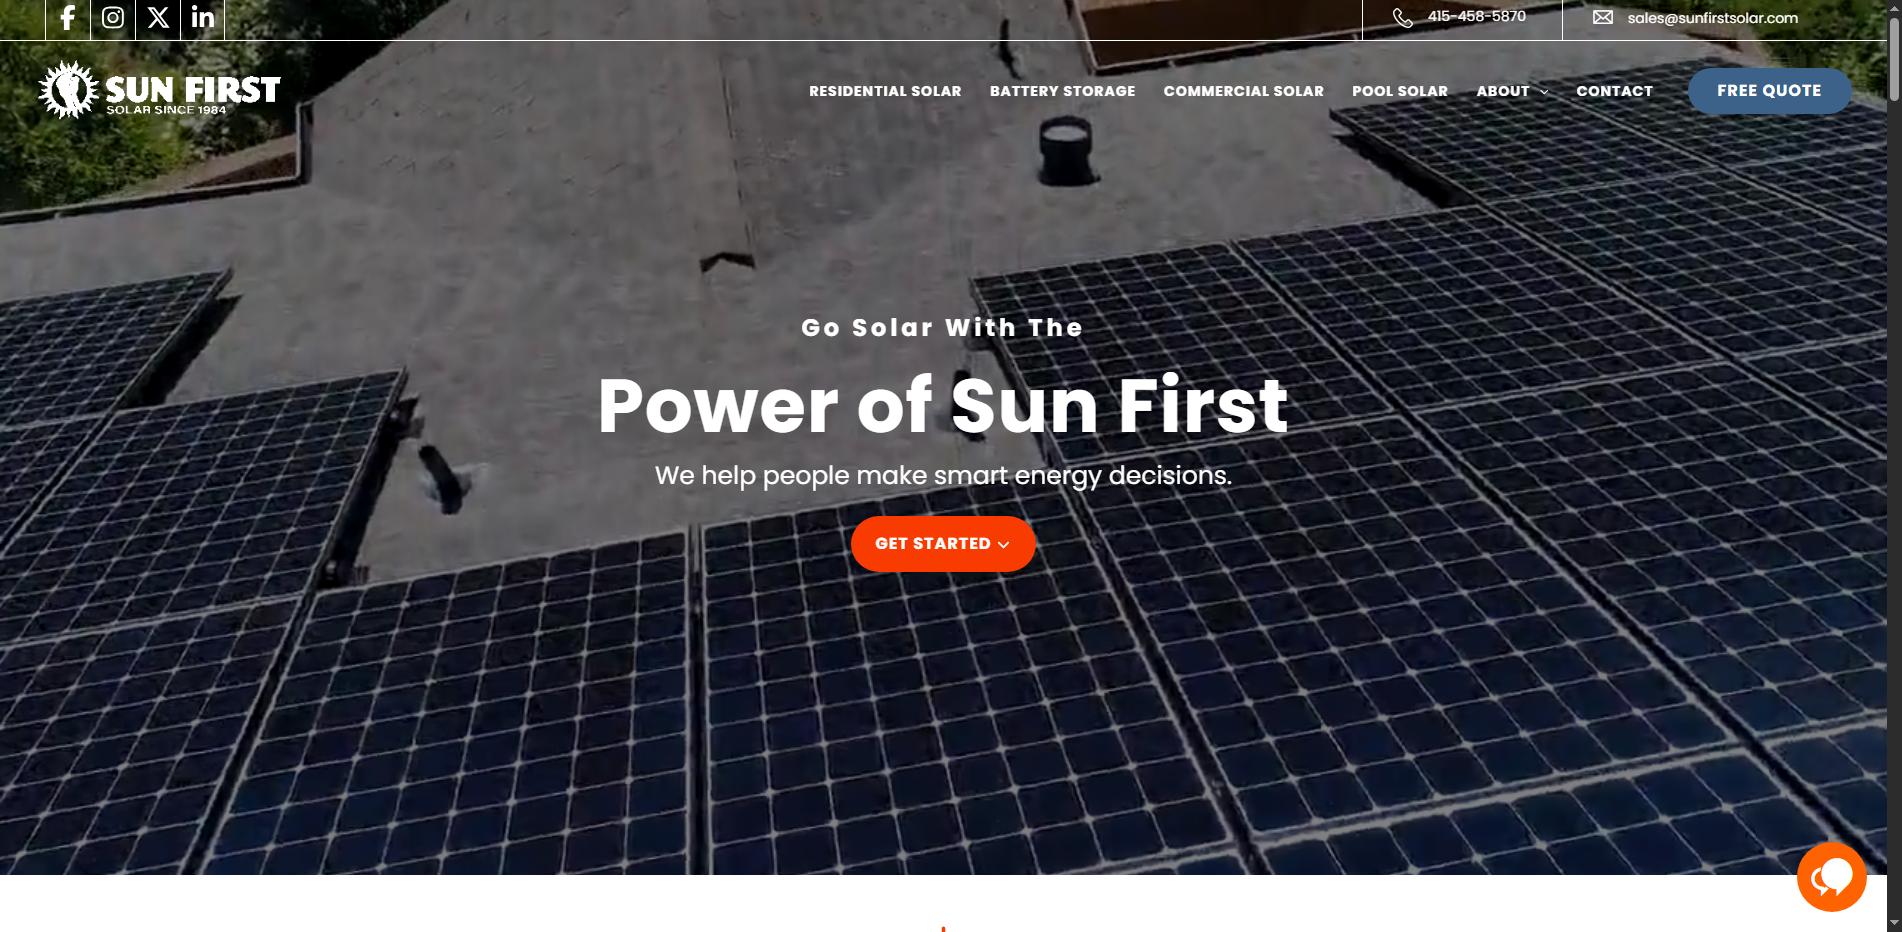 415-458-5870
sales@sunfirstsolar.com
SUN FIRST
SOLAR SINCE 1984
RESIDENTIAL SOLAR
BATTERY STORAGE
COMMERCIAL SOLAR
POOL SOLAR
ABOUT
CONTACT
FREE QUOTE
Go Solar With The
Power of Sun First
We help people make smart energy decisions.
GET STARTED